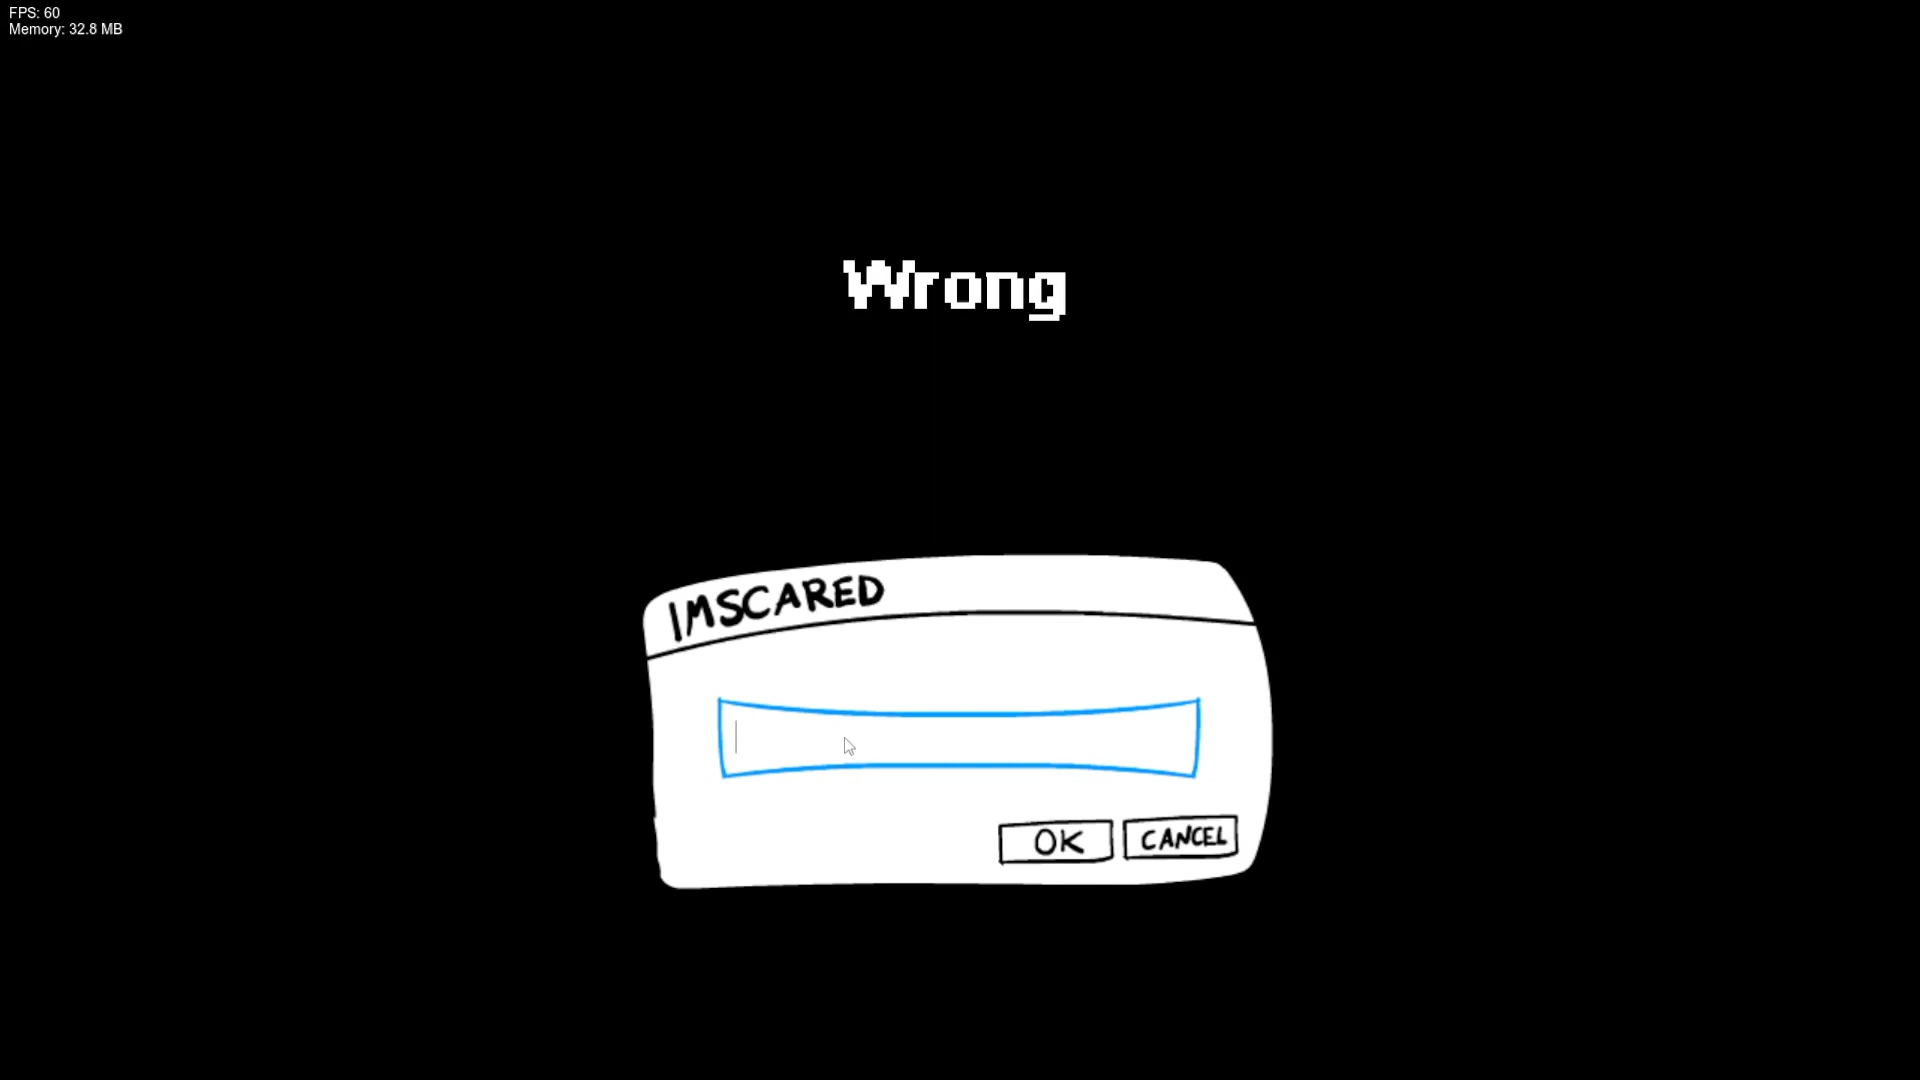 FPS: 60
Memory: 32.8 MB
Wrong
IMSCARED
OK
CANCEL